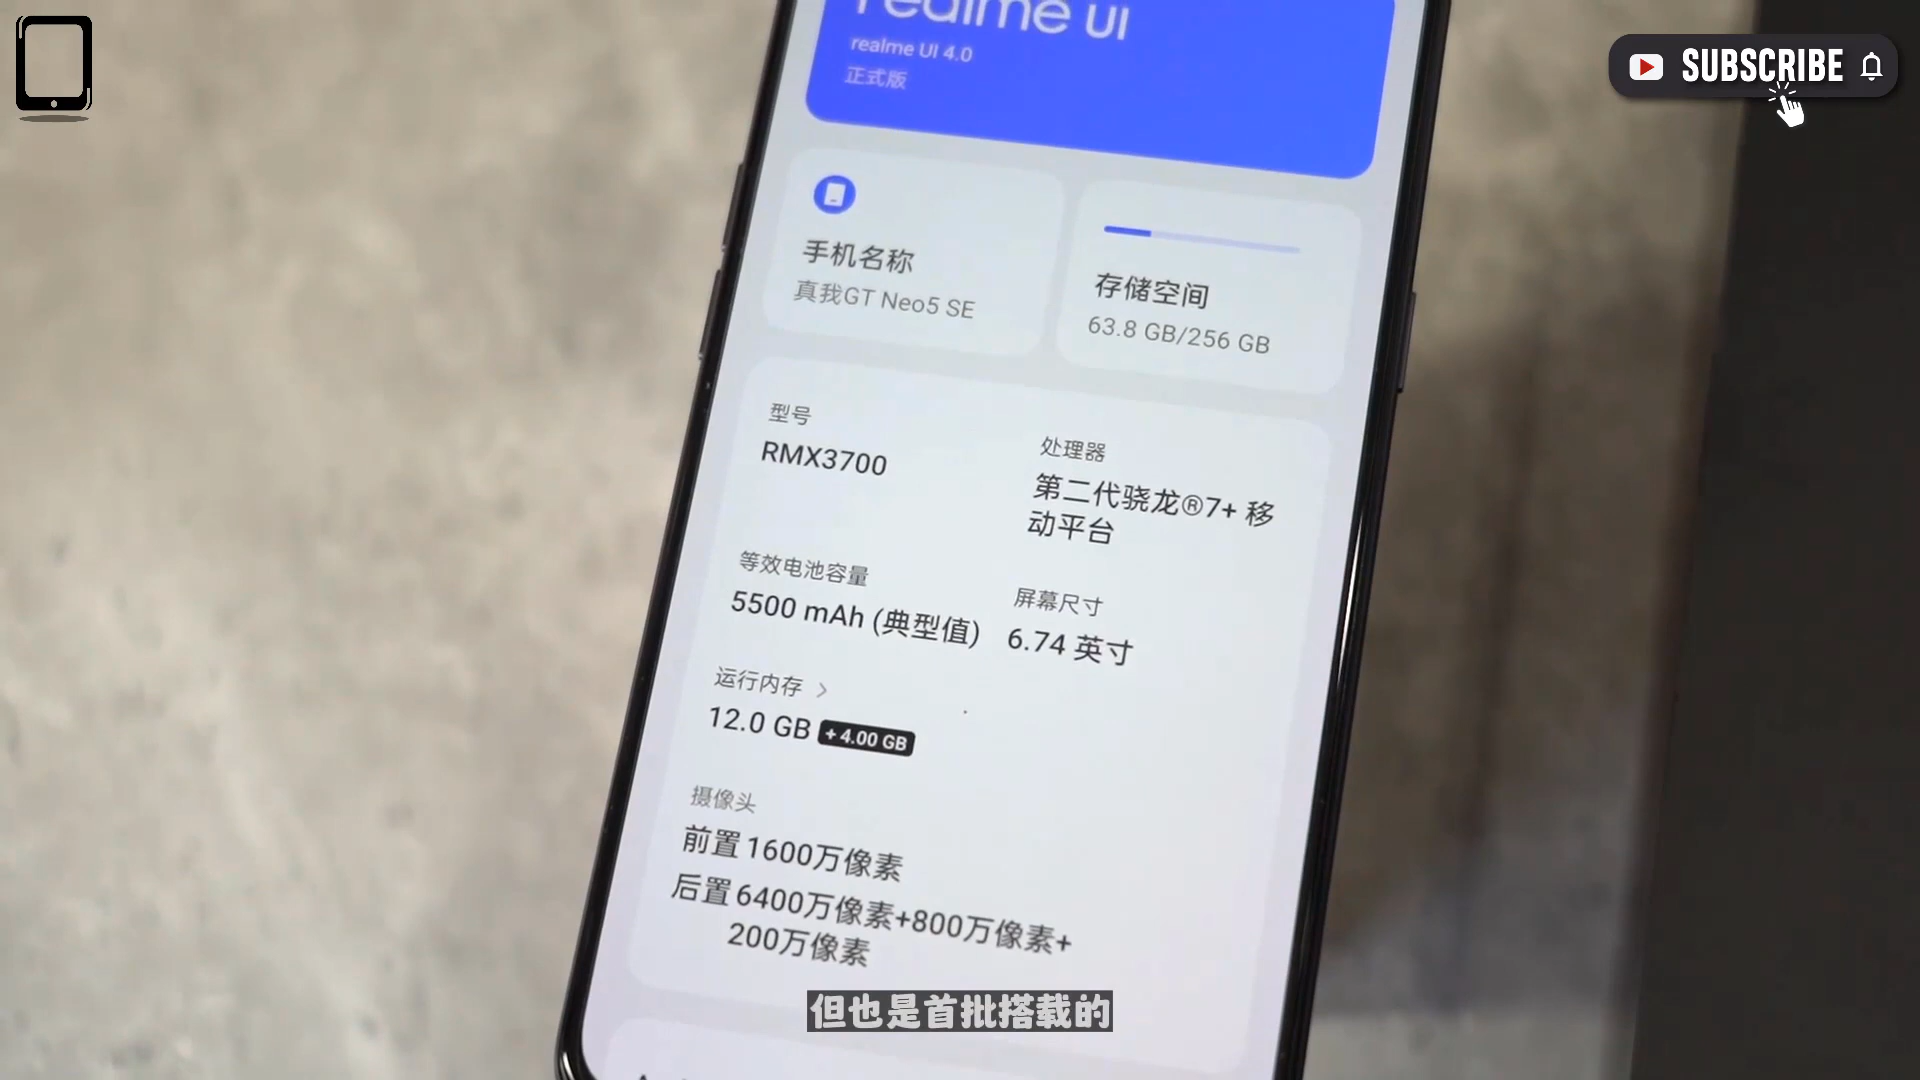 SUBSCRIBE
realme UI
realme UI 4.0
正式版
手机名称
真我GT Neo5 SE
存储空间
63.8 GB/256 GB
型号
RMX3700
处理器
第二代骁龙®7+ 移
动平台
等效电池容量
5500 mAh (典型值)
屏幕尺寸
6.74 英寸
运行内存 >
12.0 GB +4.00 GB
摄像头
前置1600万像素
后置6400万像素+800万像素+
200万像素
但也是首批搭载的